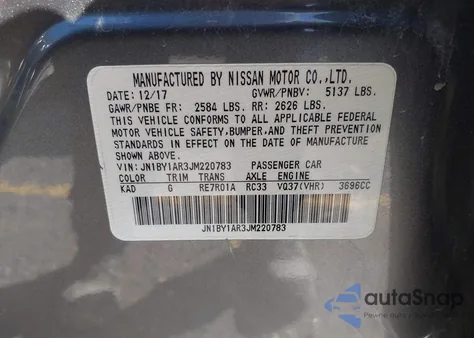 MANUFACTURED BY NISSAN MOTOR CO.,LTD.
DATE: 12/17 GVWR/PNBV: 5137 LBS.
GAWR/PNBE FR: 2584 LBS. RR: 2626 LBS.
THIS VEHICLE CONFORMS TO ALL APPLICABLE FEDERAL
MOTOR VEHICLE SAFETY,BUMPER,AND THEFT PREVENTION
STANDARDS IN EFFECT ON THE DATE OF MANUFACTURE
SHOWN ABOVE.
VIN: JN1BY1AR3JM220783 PASSENGER CAR
COLOR TRIM TRANS AXLE ENGINE
KAD G RE7R01A RC33 VQ37(VHR) 3696CC
JN1BY1AR3JM220783
autoSnap